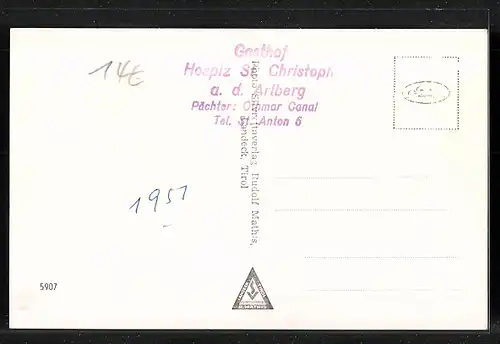 14€
Gasthof
Hospiz St. Christoph
a. d. Arlberg
Pächter: Othmar Canal
Tel. St. Anton 6
Rudolf Mathis,
Landeck, Tirol
1951
5907
R. MATHIS